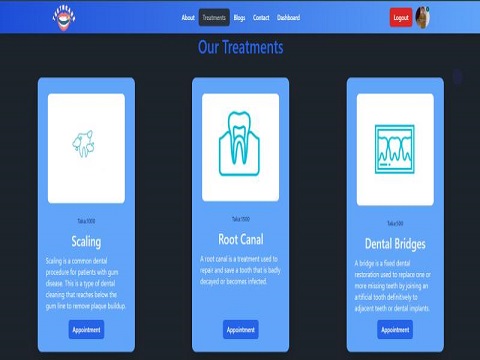 About Treatments Blogs Contact Dashboard Logout
Our Treatments
Taka:1000
Scaling
Scaling is a common dental
procedure for patients with gum
disease. This is a type of dental
cleaning that reaches below the
gum line to remove plaque buildup.
Appointment
Root Canal
A root canal is a treatment used to
repair and save a tooth that is badly
decayed or becomes infected.
Appointment
Dental Bridges
A bridge is a fixed dental
restoration used to replace one or
more missing teeth by joining an
artificial tooth definitively to
adjacent teeth or dental implants.
Appointment